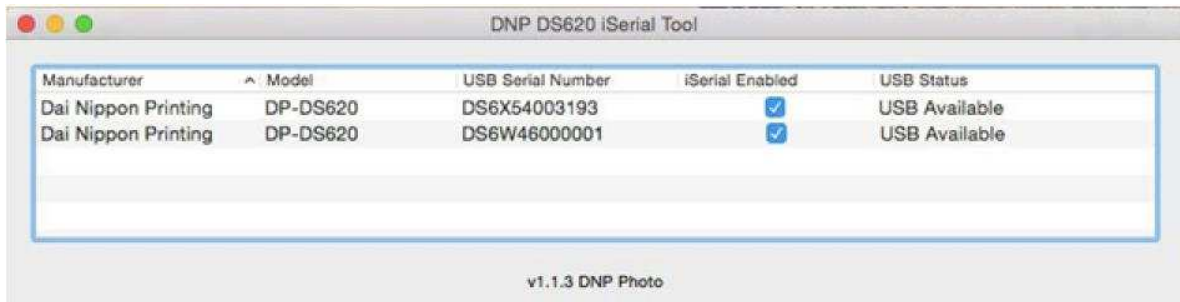 DNP DS620 iSerial Tool
Manufacturer Model USB Serial Number iSerial Enabled USB Status
Dai Nippon Printing DP-DS620 DS6X54003193 USB Available
Dai Nippon Printing DP-DS620 DS6W46000001 USB Available
v1.1.3 DNP Photo